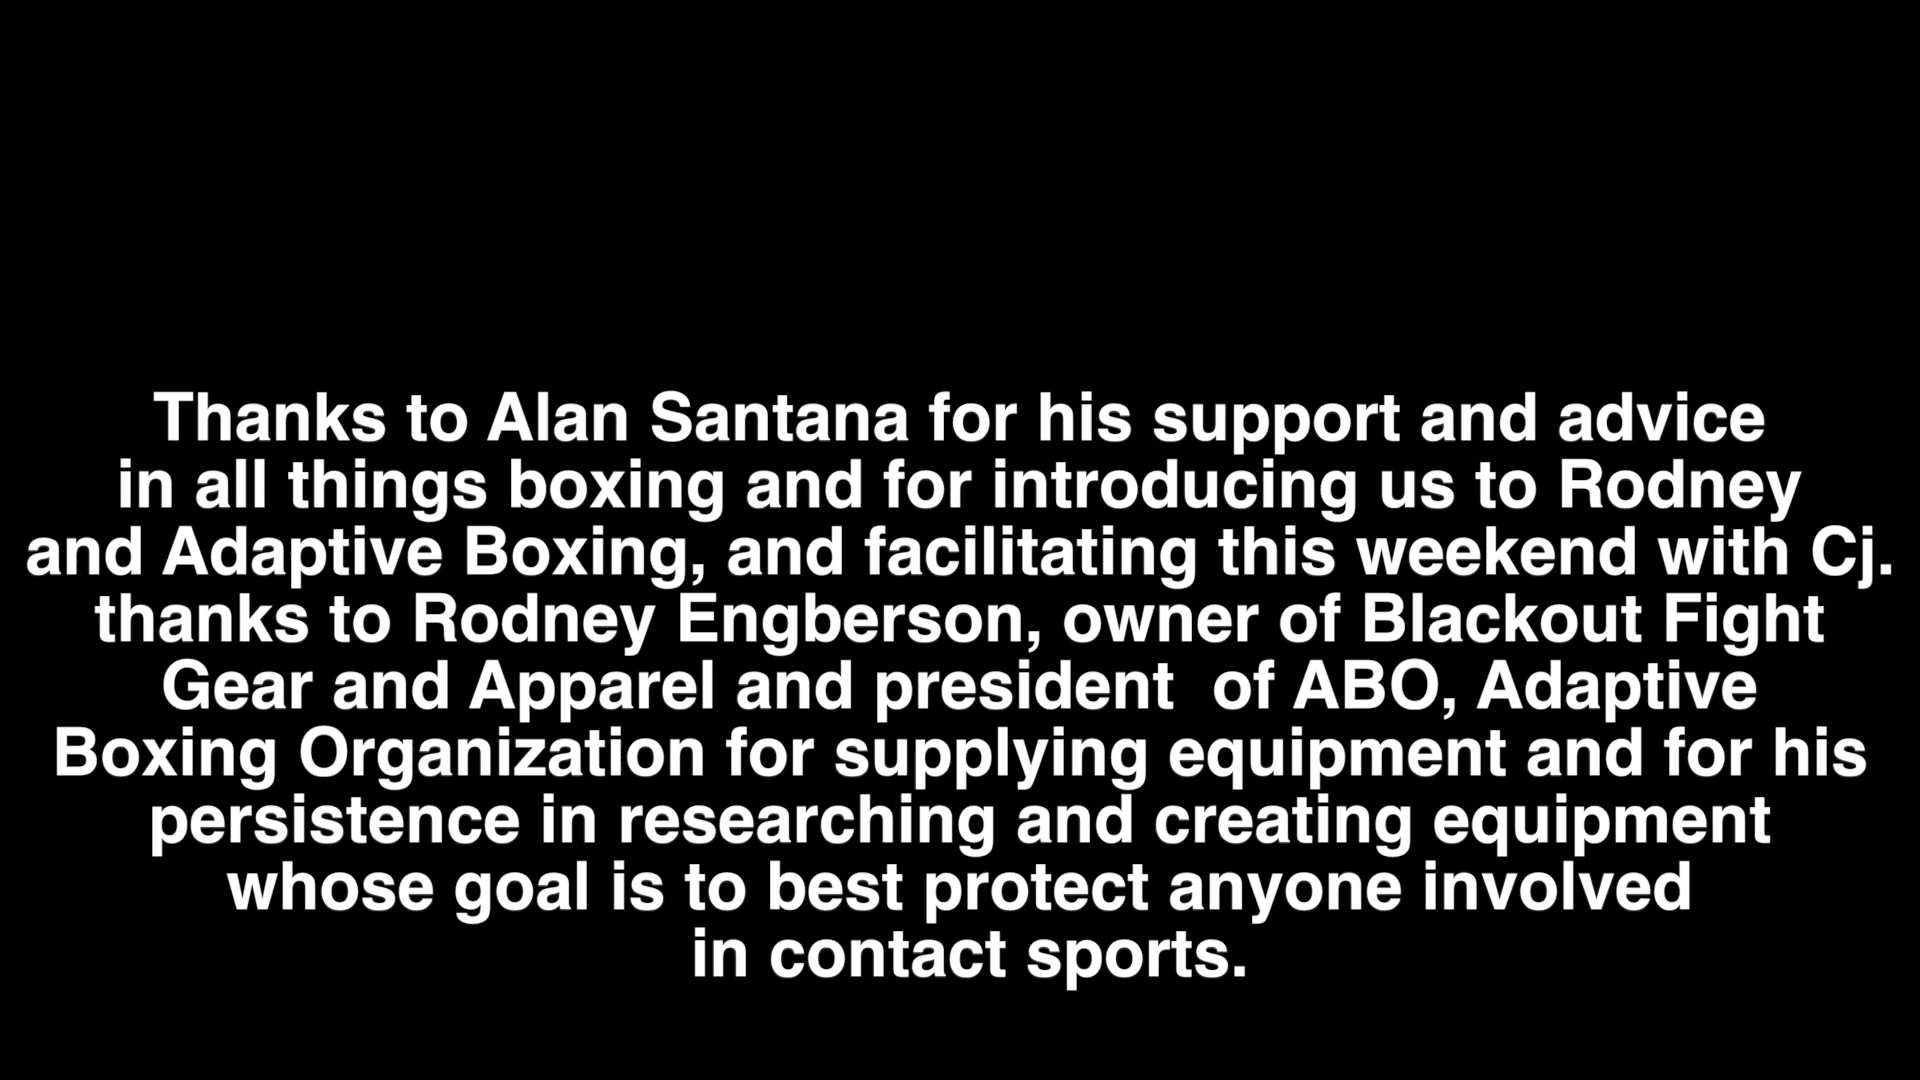 Thanks to Alan Santana for his support and advice
in all things boxing and for introducing us to Rodney
and Adaptive Boxing, and facilitating this weekend with Cj.
thanks to Rodney Engberson, owner of Blackout Fight
Gear and Apparel and president  of ABO, Adaptive
Boxing Organization for supplying equipment and for his
persistence in researching and creating equipment
whose goal is to best protect anyone involved
in contact sports.